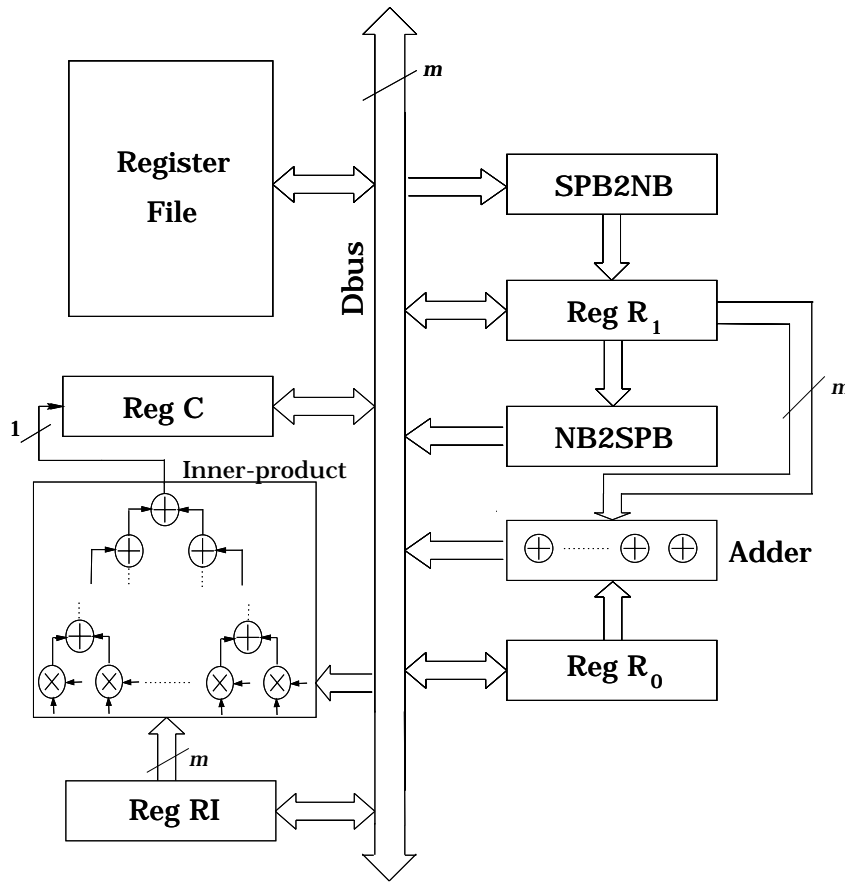 m
Register
File
SPB2NB
Dbus
Reg R1
Reg C
m
1
NB2SPB
Inner-product
Adder
Reg R0
m
Reg RI